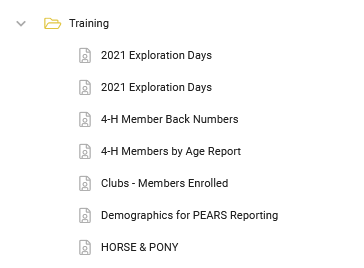 Training
2021 Exploration Days
2021 Exploration Days
4-H Member Back Numbers
4-H Members by Age Report
Clubs - Members Enrolled
Demographics for PEARS Reporting
HORSE & PONY